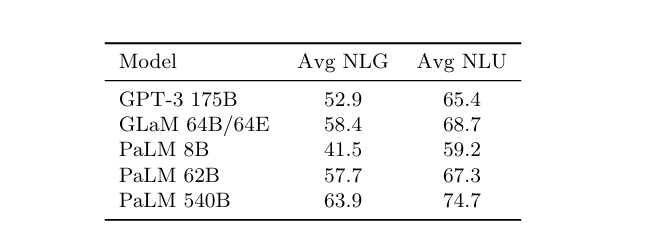 Model Avg NLG Avg NLU
GPT-3 175B 52.9 65.4
GLaM 64B/64E 58.4 68.7
PaLM 8B 41.5 59.2
PaLM 62B 57.7 67.3
PaLM 540B 63.9 74.7